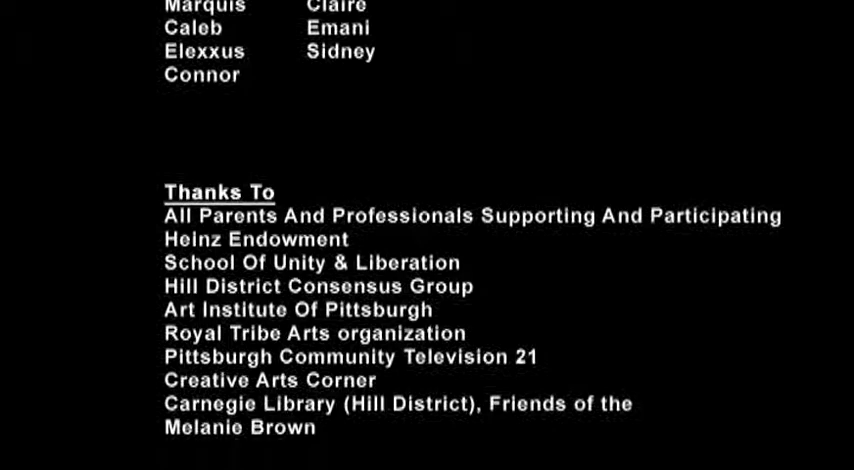 Marquis Claire
Caleb Emani
Elexxus Sidney
Connor
Thanks To
All Parents And Professionals Supporting And Participating
Heinz Endowment
School Of Unity & Liberation
Hill District Consensus Group
Art Institute Of Pittsburgh
Royal Tribe Arts organization
Pittsburgh Community Television 21
Creative Arts Corner
Carnegie Library (Hill District), Friends of the
Melanie Brown